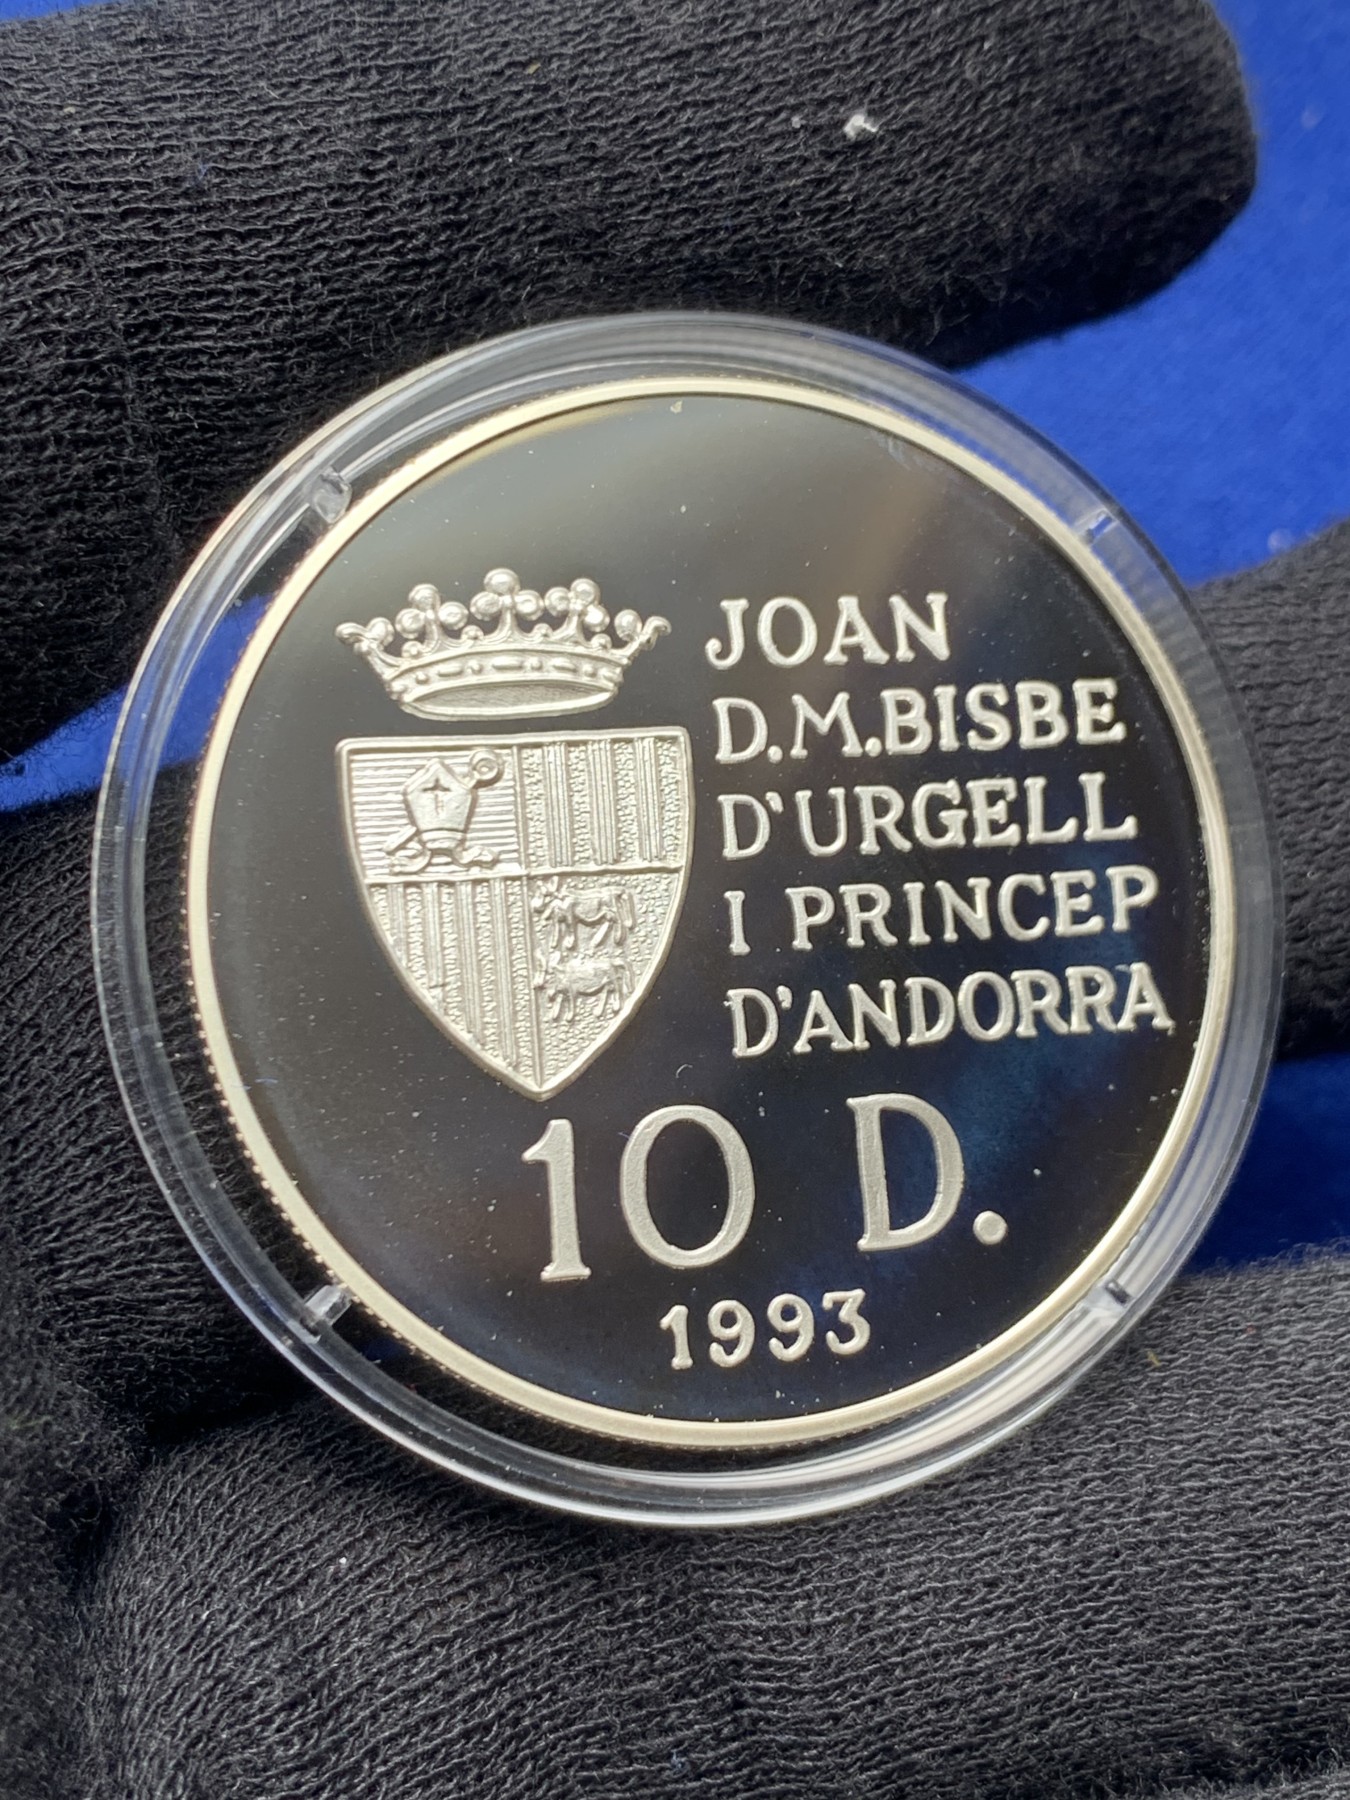 JOAN
D.M.BISBE
D'URGELL
I PRINCEP
D'ANDORRA
10 D.
1993